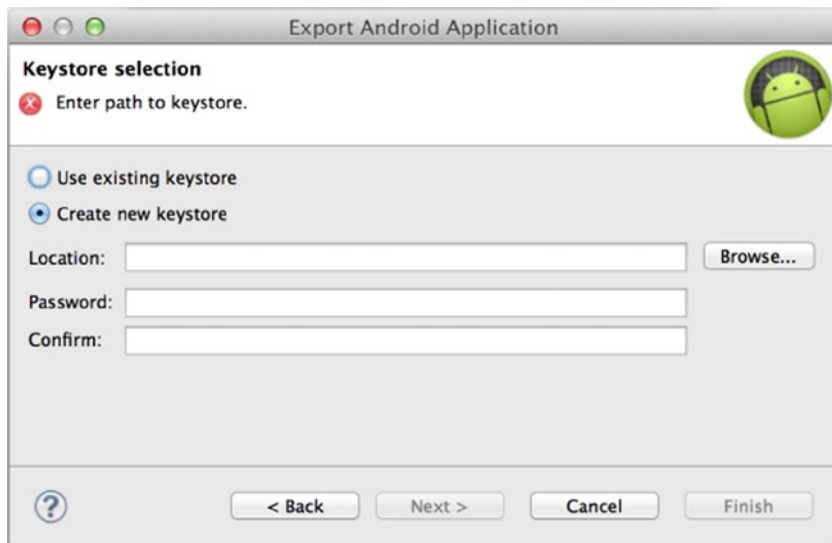 Export Android Application
Keystore selection
Enter path to keystore.
Use existing keystore
Create new keystore
Location:
Browse...
Password:
Confirm:
?
< Back
Next >
Cancel
Finish